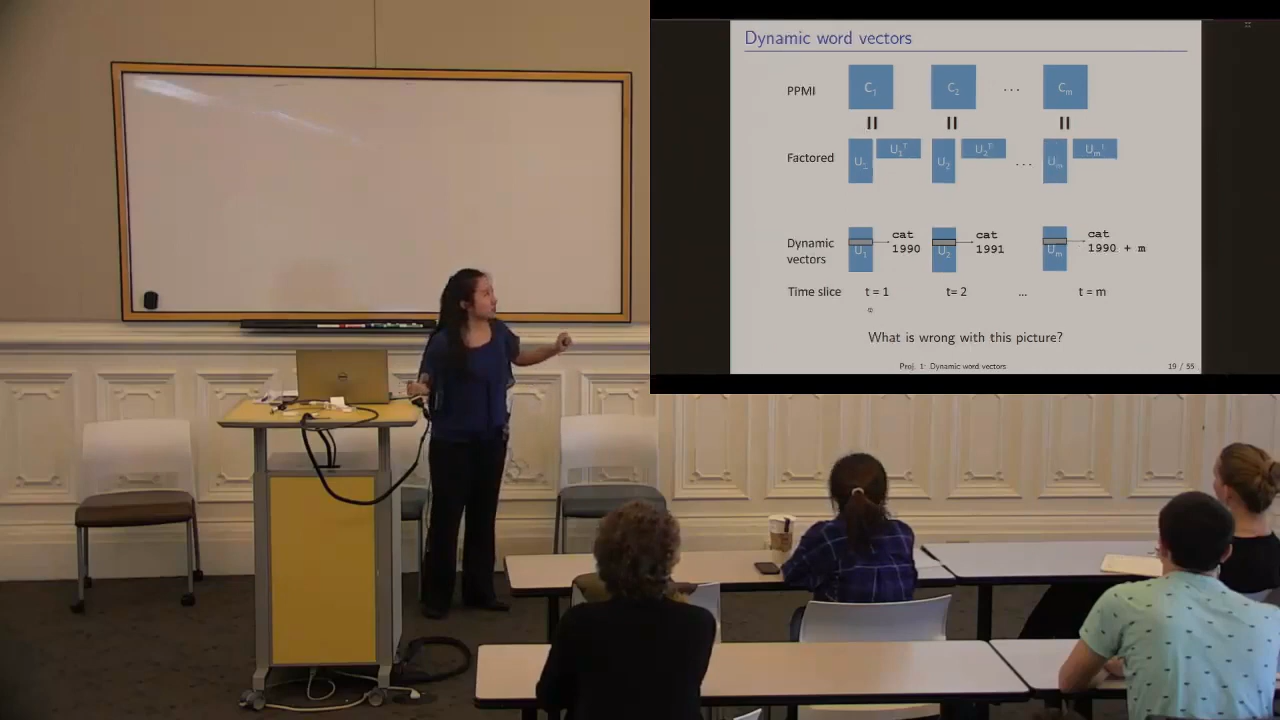 Dynamic word vectors
PPMI C1 C2 ... Cm
Factored U1T U2T UmT
U2 ... Um
Dynamic vectors
cat 1990
cat 1991
cat 1990 + m
U1 U2 Um
Time slice t = 1 t= 2 ... t = m
What is wrong with this picture?
Proj. 1: Dynamic word vectors 19 / 55